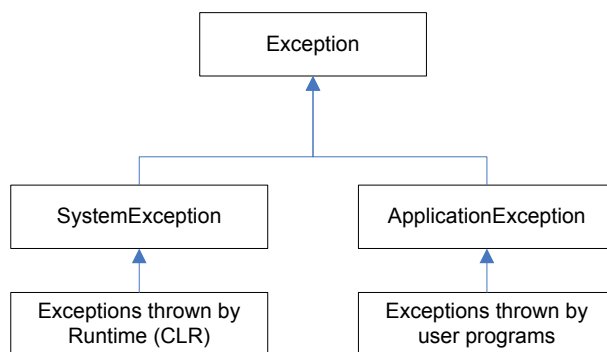 Exception
SystemException
ApplicationException
Exceptions thrown by
Runtime (CLR)
Exceptions thrown by
user programs